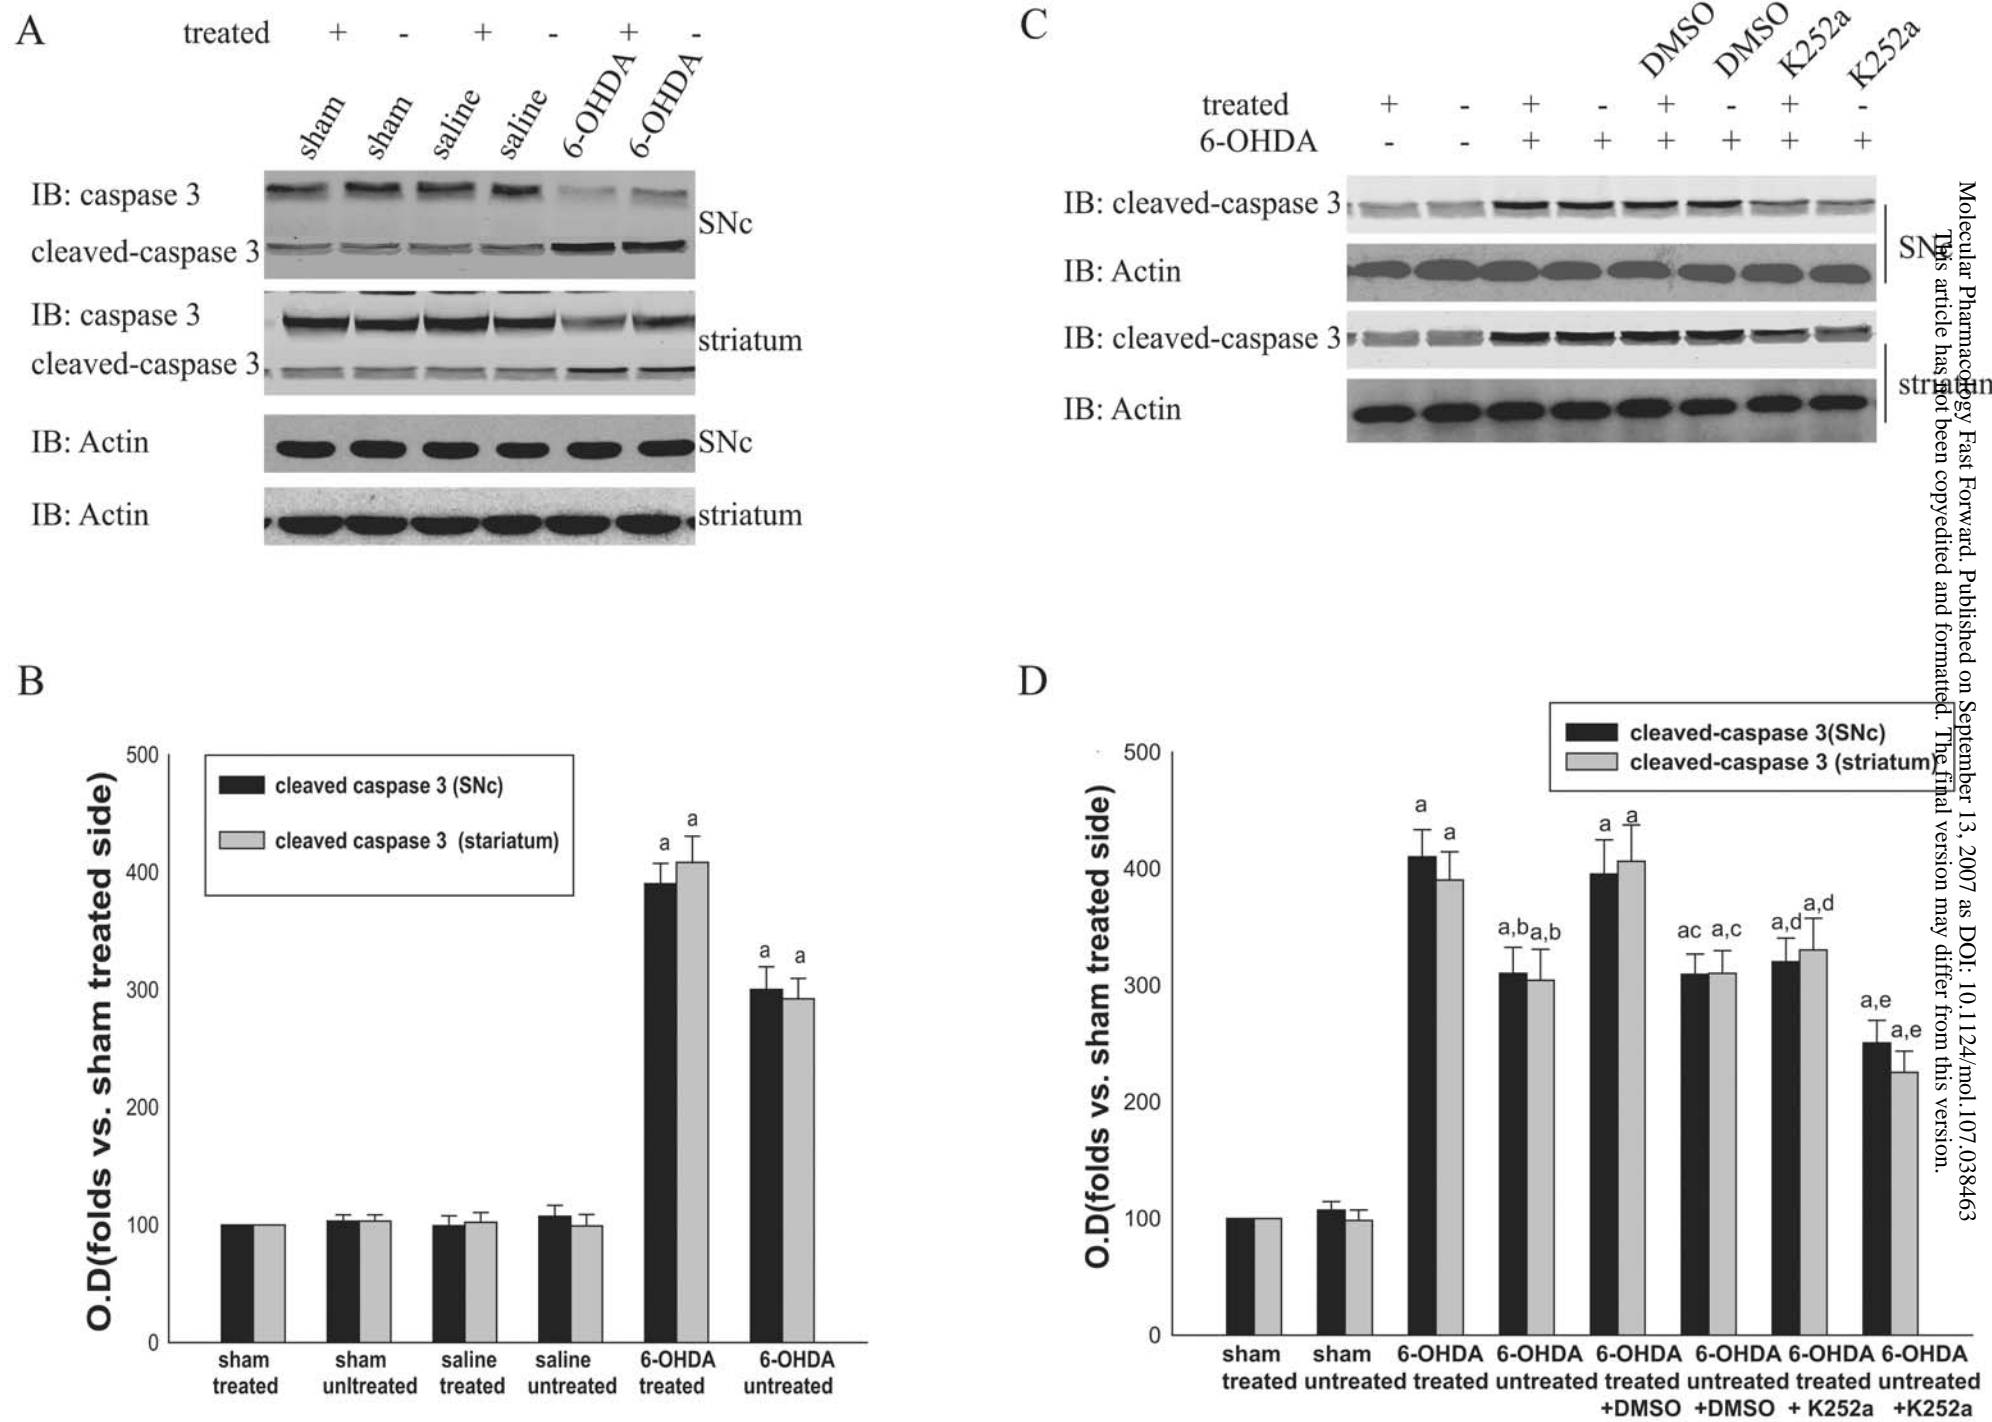 A
treated + - + - + -
sham sham saline saline 6-OHDA 6-OHDA
IB: caspase 3
SNc
cleaved-caspase 3
IB: caspase 3
striatum
cleaved-caspase 3
IB: Actin SNc
IB: Actin striatum
C
DMSO DMSO K252a K252a
treated + - + - + - + -
6-OHDA - - + + + + + +
IB: cleaved-caspase 3
SNc
IB: Actin
IB: cleaved-caspase 3
striatum
IB: Actin
B
O.D(folds vs. sham treated side)
500
400
300
200
100
0
cleaved caspase 3 (SNc)
cleaved caspase 3 (stariatum)
a a a a
sham sham saline saline 6-OHDA 6-OHDA
treated unltreated treated untreated treated untreated
D
O.D(folds vs. sham treated side)
500
400
300
200
100
0
cleaved-caspase 3(SNc)
cleaved-caspase 3 (striatum)
a a a,b a,b a a ac a,c a,d a,d a,e a,e
sham sham 6-OHDA 6-OHDA 6-OHDA 6-OHDA 6-OHDA 6-OHDA
treated untreated treated untreated treated untreated treated untreated
+DMSO +DMSO + K252a +K252a
Molecular Pharmacology Fast Forward. Published on September 13, 2007 as DOI: 10.1124/mol.107.038463
This article has not been copyedited and formatted. The final version may differ from this version.